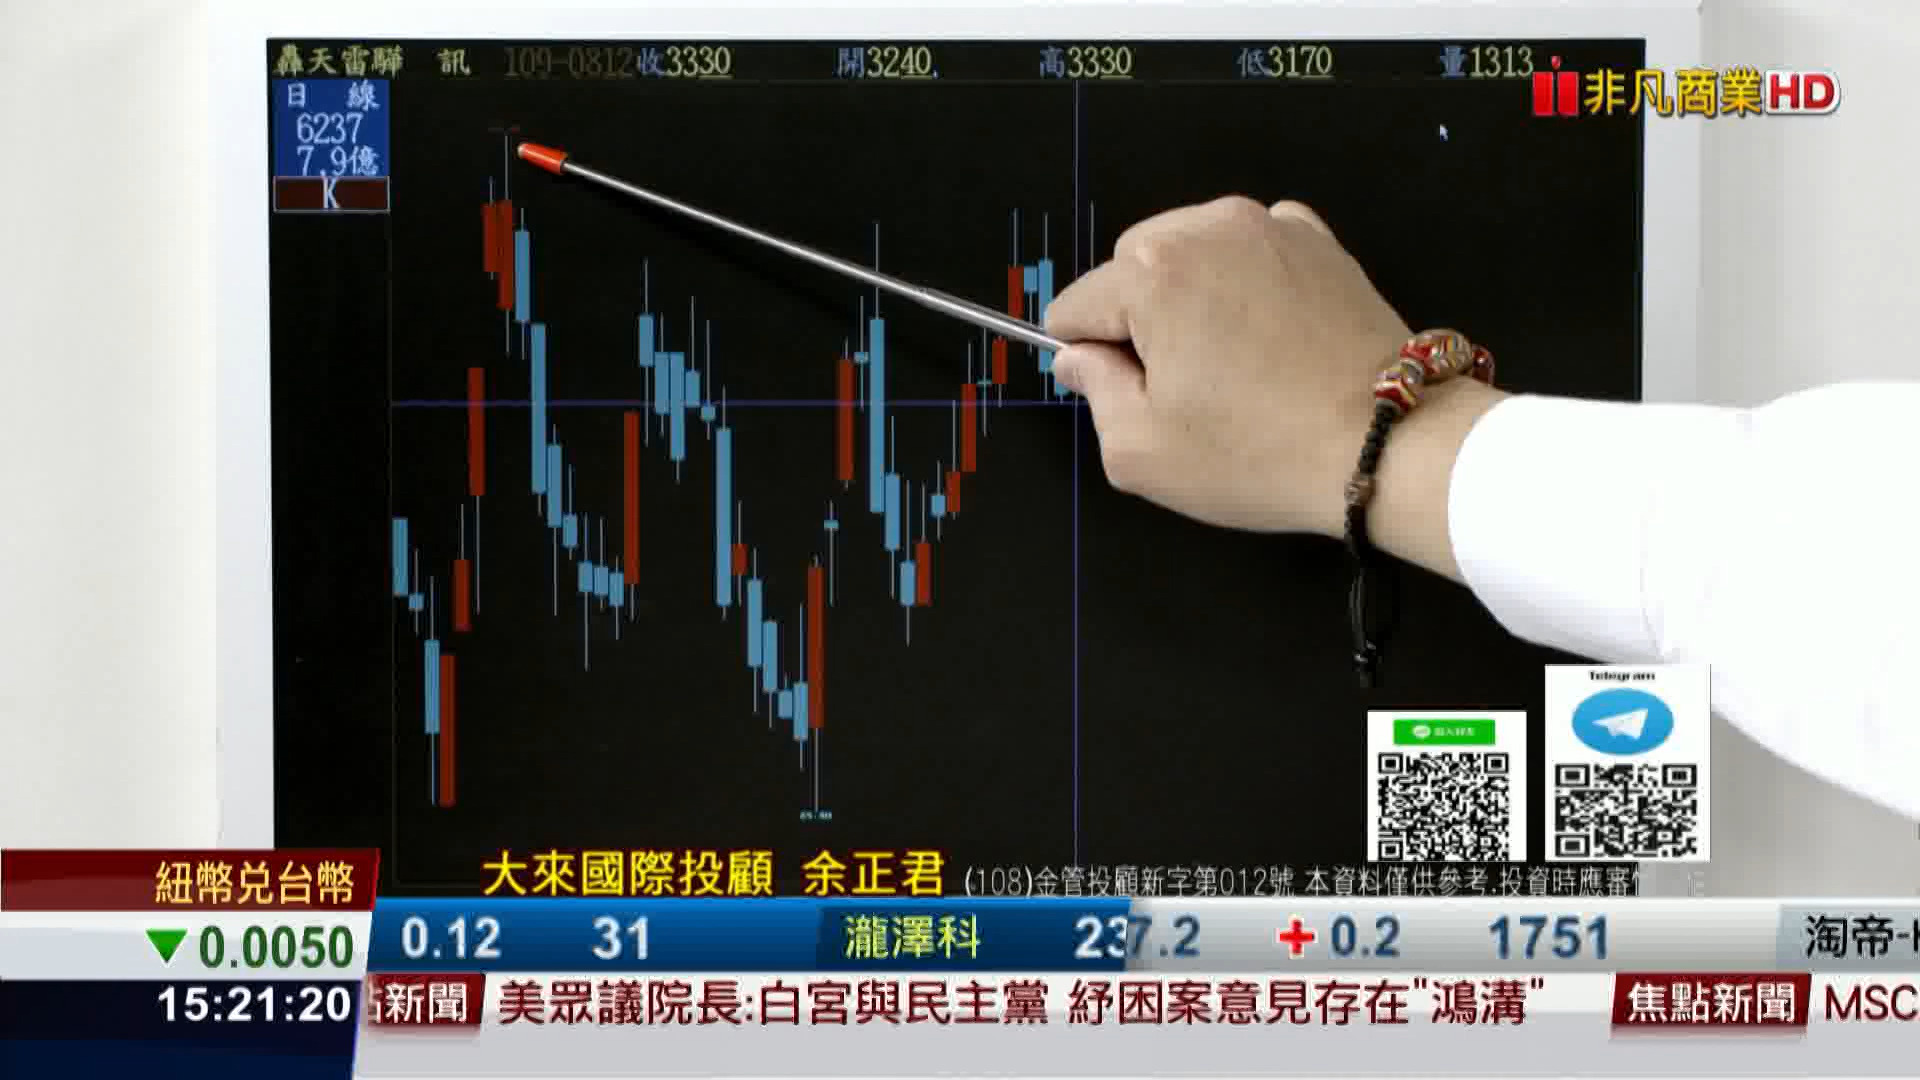 轟天雷驊 訊 109-0812 收3330 開3240. 高3330 低3170 量1313
非凡商業HD
日 線
6237
7.9億
K
Telegram
大來國際投顧 余正君
(108)金管投顧新字第012號 本資料僅供參考.投資時應審
紐幣兌台幣
▼0.0050
0.12 31 瀧澤科 237.2 +0.2 1751 淘帝-
15:21:20
新聞 美眾議院長:白宮與民主黨 紓困案意見存在"鴻溝" 焦點新聞 MSC